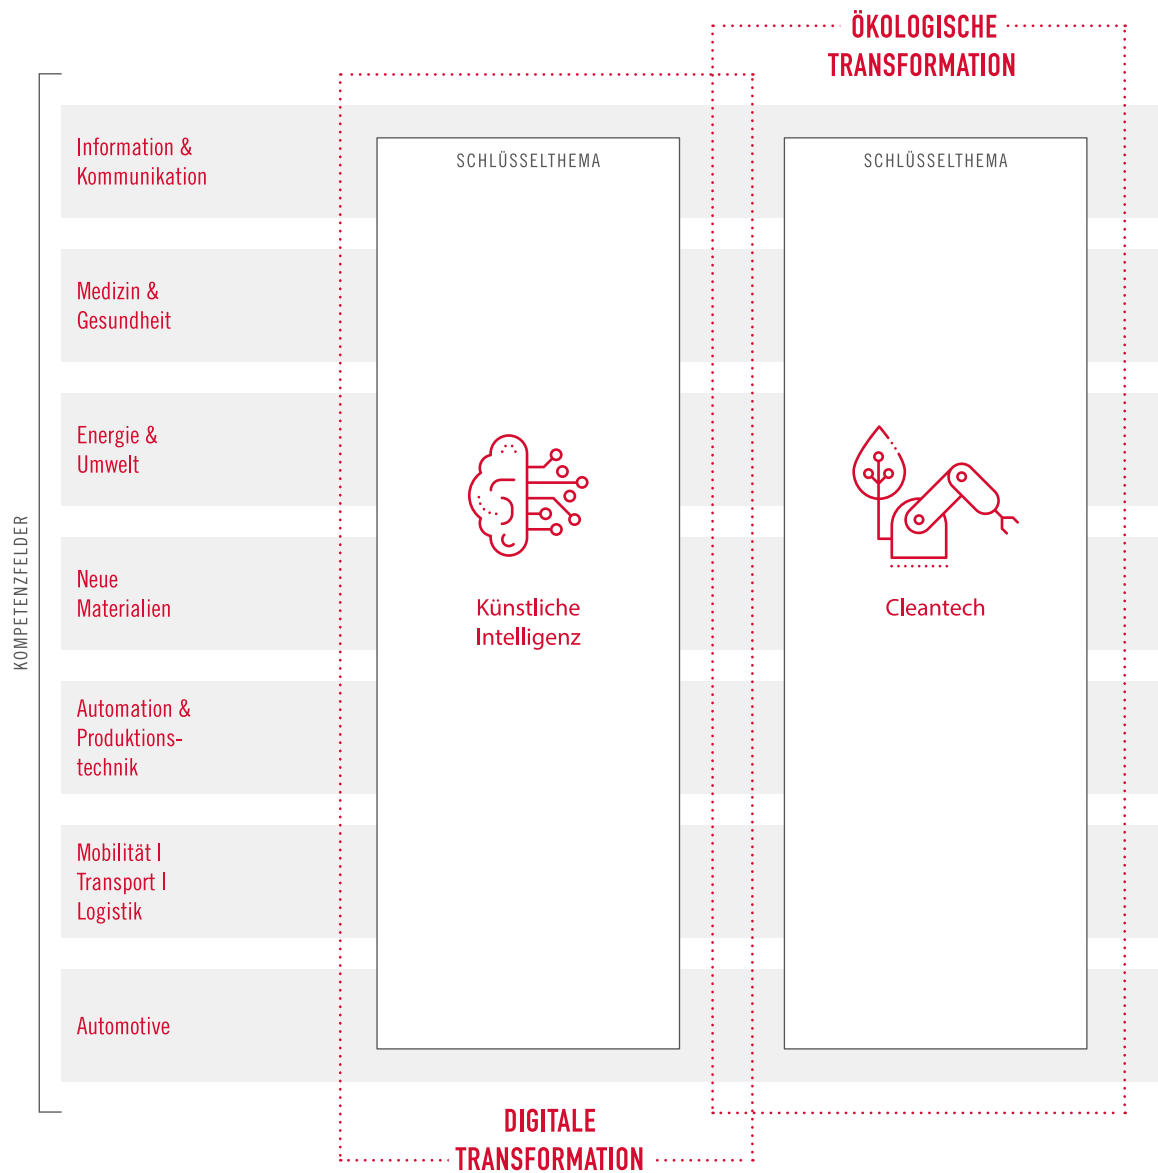 ÖKOLOGISCHE
TRANSFORMATION
KOMPETENZFELDER
Information &
Kommunikation
Medizin &
Gesundheit
Energie &
Umwelt
Neue
Materialien
Automation &
Produktions-
technik
Mobilität I
Transport I
Logistik
Automotive
SCHLÜSSELTHEMA
Künstliche
Intelligenz
SCHLÜSSELTHEMA
Cleantech
DIGITALE
TRANSFORMATION